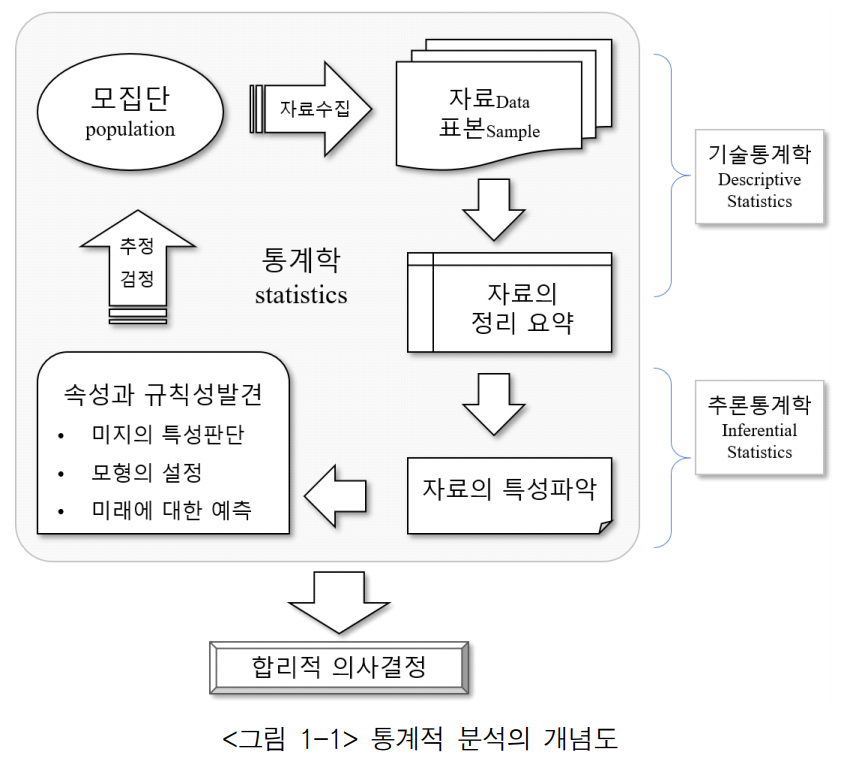 모집단
population
자료수집
자료Data
표본Sample
기술통계학
Descriptive
Statistics
추정
검정
통계학
statistics
자료의
정리 요약
속성과 규칙성발견
• 미지의 특성판단
• 모형의 설정
• 미래에 대한 예측
자료의 특성파악
추론통계학
Inferential
Statistics
합리적 의사결정
<그림 1-1> 통계적 분석의 개념도